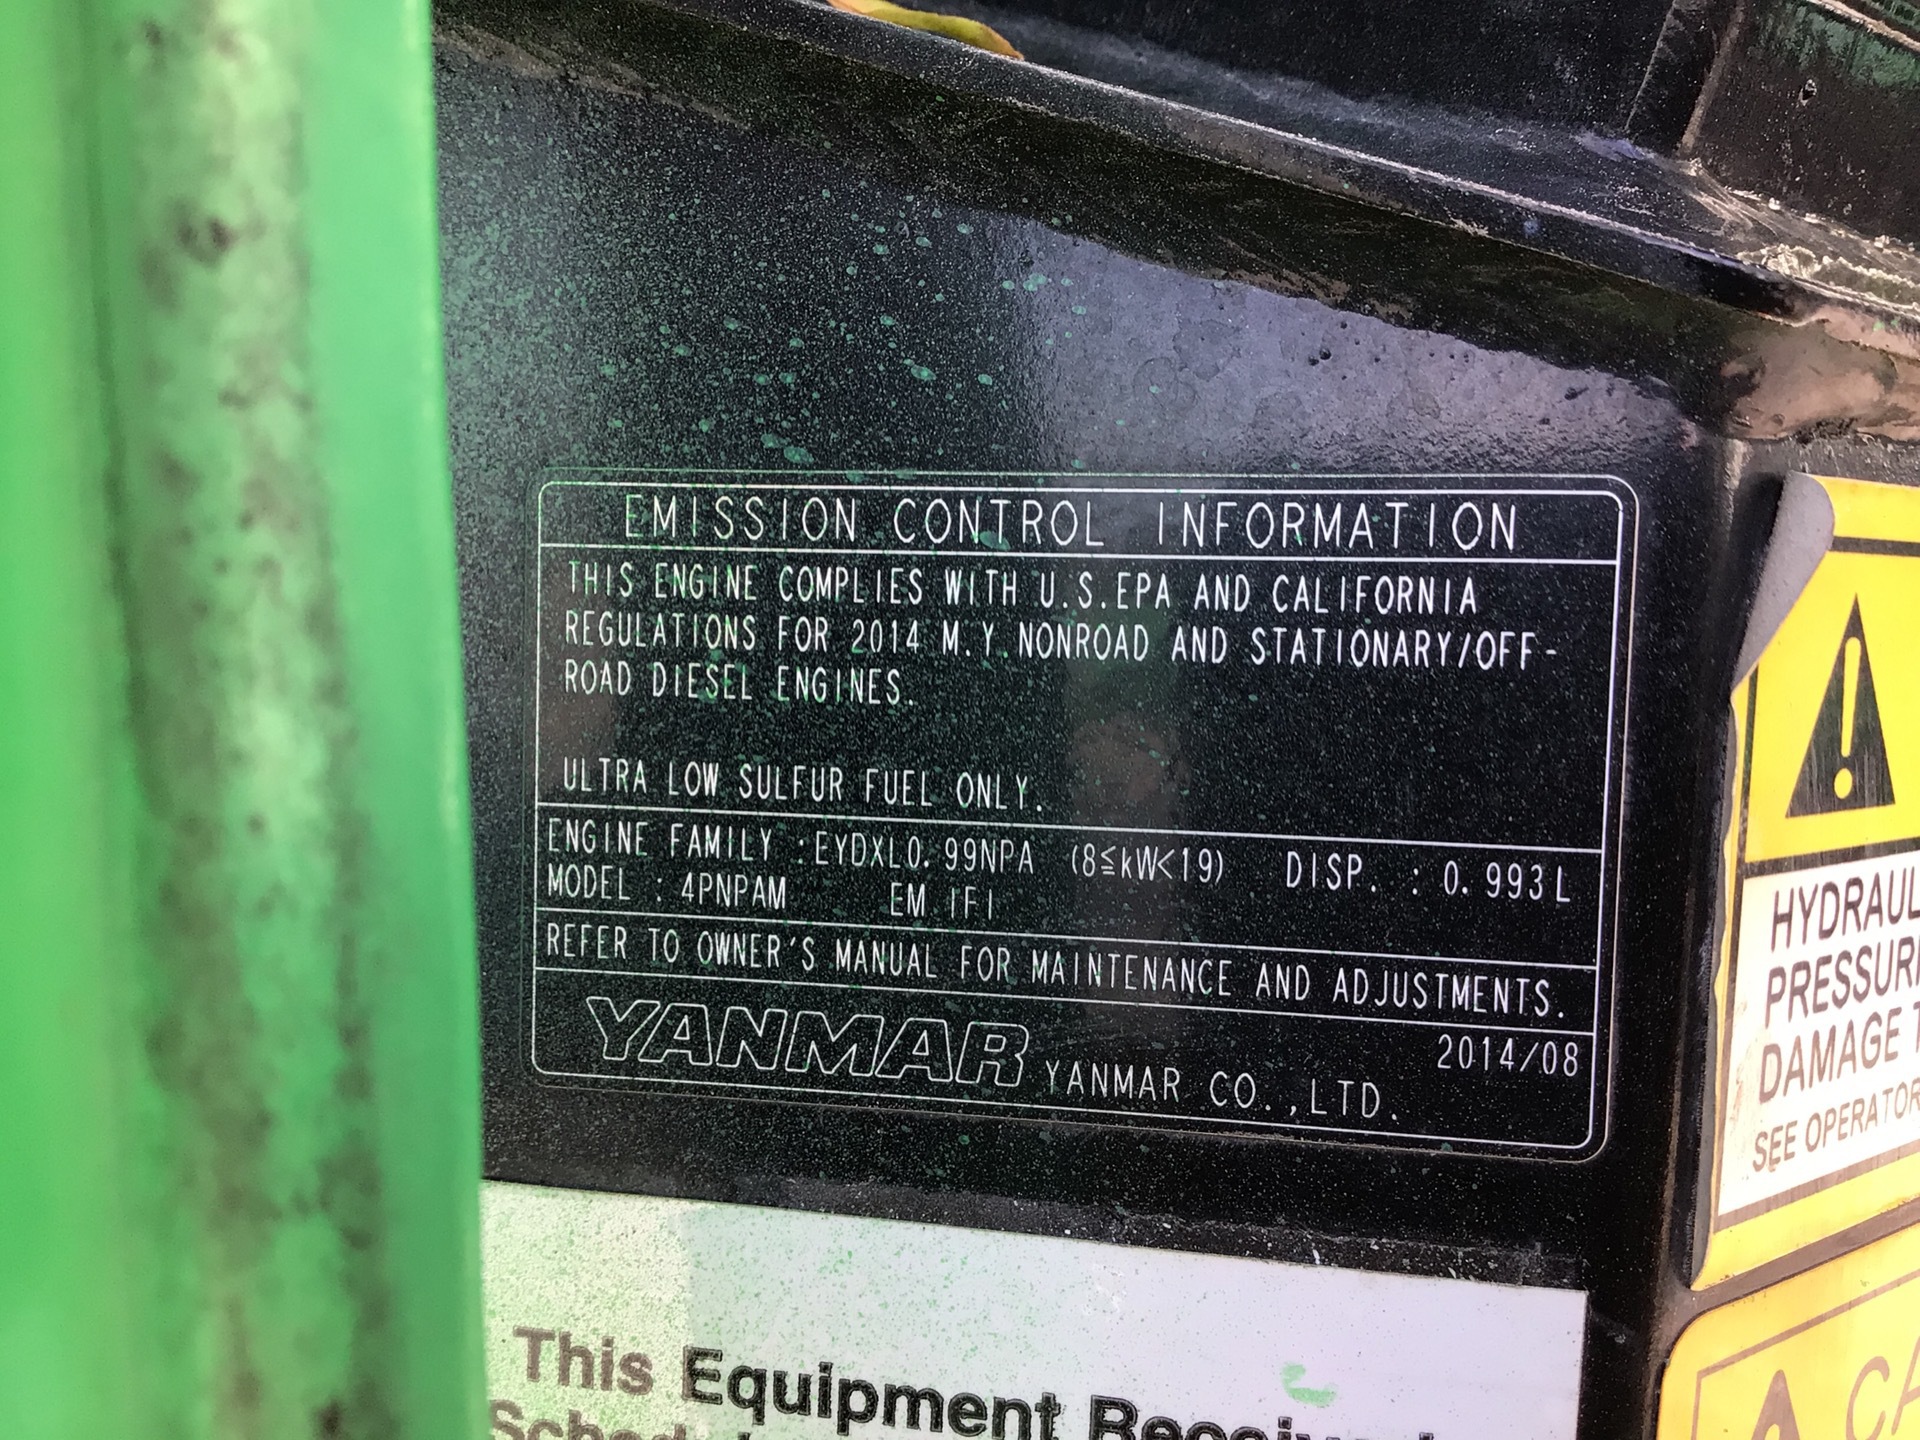 EMISSION CONTROL INFORMATION
THIS ENGINE COMPLIES WITH U.S.EPA AND CALIFORNIA
REGULATIONS FOR 2014 M.Y.NONROAD AND STATIONARY/OFF-
ROAD DIESEL ENGINES.
ULTRA LOW SULFUR FUEL ONLY.
ENGINE FAMILY :EYDXL0.99NPA (8≦kW<19) DISP. : 0.993L
MODEL : 4PNPAM EM IFI
REFER TO OWNER'S MANUAL FOR MAINTENANCE AND ADJUSTMENTS.
2014/08
YANMAR YANMAR CO.,LTD.
This Equipment
HYDRAUL
PRESSUR
DAMAGE T
SEE OPERATOR
CA